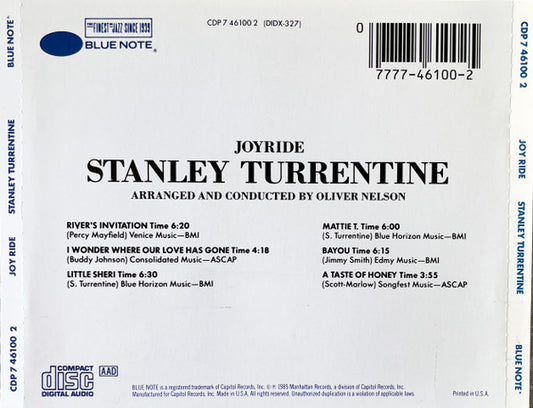 BLUE NOTE®
STANLEY TURRENTINE
JOY RIDE
CDP 7 46100 2
THE FINEST IN JAZZ SINCE 1939
BLUE NOTE®
CDP 7 46100 2 (DIDX-327)
0
7777-46100-2
JOYRIDE
STANLEY TURRENTINE
ARRANGED AND CONDUCTED BY OLIVER NELSON
RIVER'S INVITATION Time 6:20
(Percy Mayfield) Venice Music—BMI
I WONDER WHERE OUR LOVE HAS GONE Time 4:18
(Buddy Johnson) Consolidated Music—ASCAP
LITTLE SHERI Time 6:30
(S. Turrentine) Blue Horizon Music—BMI
MATTIE T. Time 6:00
(S. Turrentine) Blue Horizon Music—BMI
BAYOU Time 6:15
(Jimmy Smith) Edmy Music—BMI
A TASTE OF HONEY Time 3:55
(Scott-Marlow) Songfest Music—ASCAP
COMPACT
disc
DIGITAL AUDIO
AAD
BLUE NOTE is a registered trademark of Capitol Records, Inc. © ℗ 1985 Manhattan Records, a division of Capitol Records, Inc.
Manufactured for Capitol Records, Inc. Made in U.S.A. All rights reserved. Unauthorized duplication is a violation of applicable laws.
Printed in U.S.A.
CDP 7 46100 2
JOY RIDE
STANLEY TURRENTINE
BLUE NOTE®